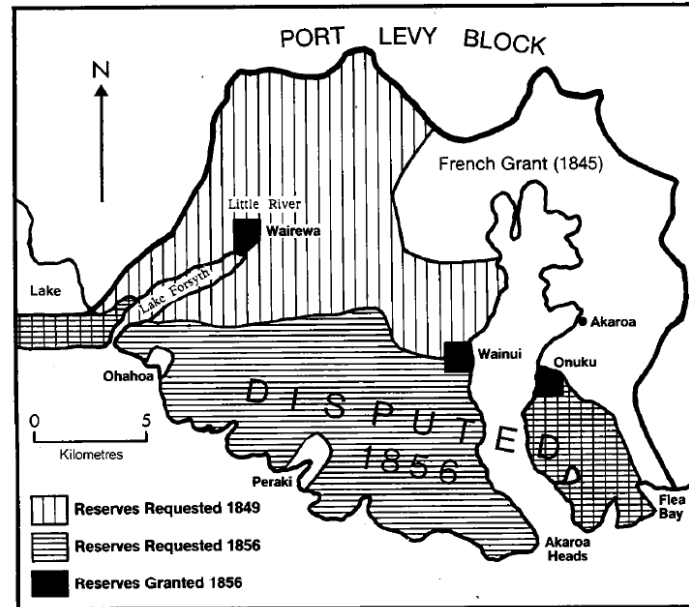 PORT LEVY BLOCK
N
French Grant (1845)
Little River
Wairewa
Lake
Lake Forsyth
Akaroa
Wainui
Onuku
Ohahoa
DISPUTED
1856
0 5
Kilometres
Peraki
Flea
Bay
Akaroa
Heads
Reserves Requested 1849
Reserves Requested 1856
Reserves Granted 1856